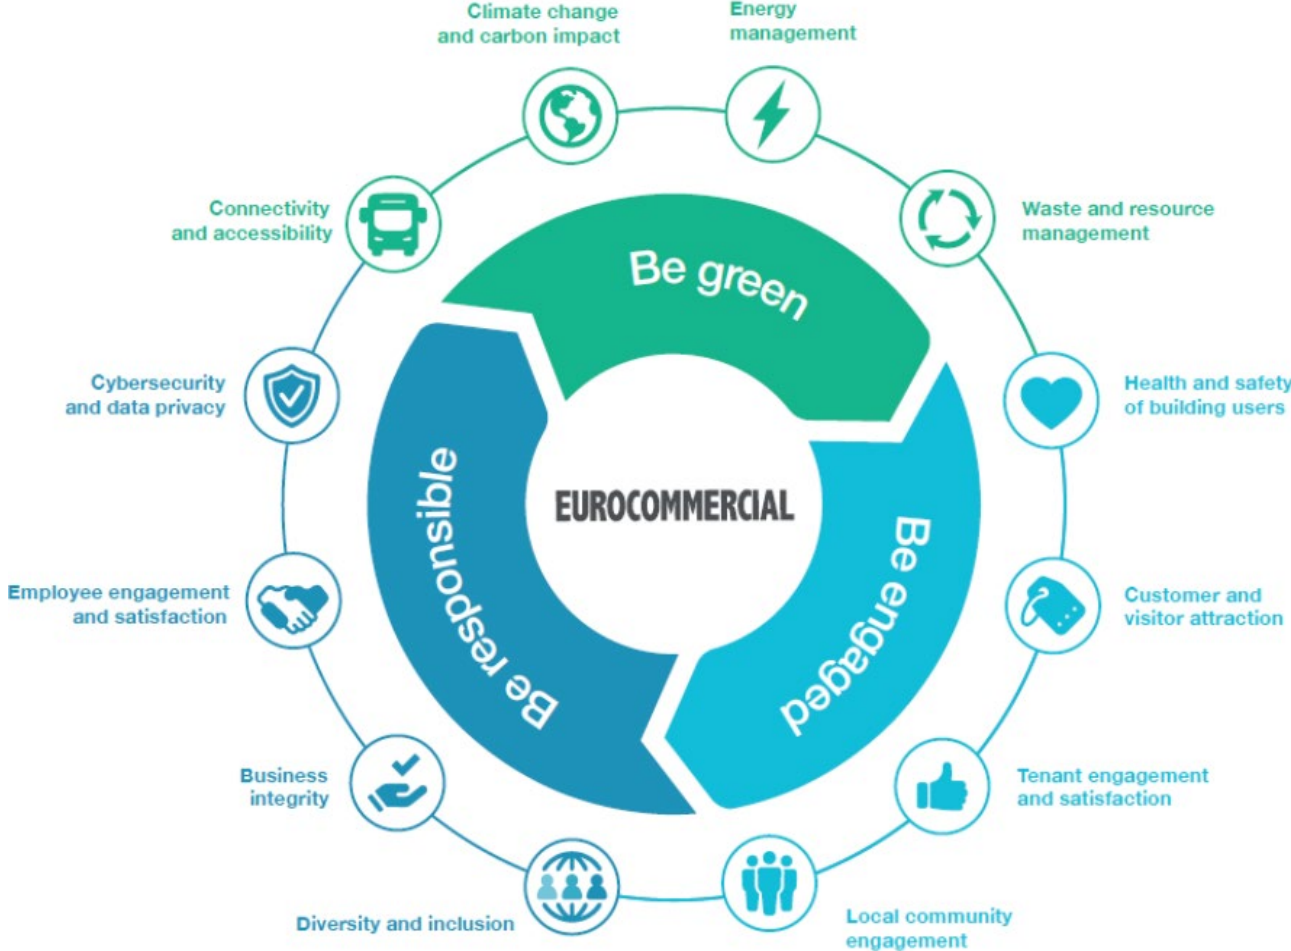 Climate change
and carbon impact
Energy
management
Waste and resource
management
Health and safety
of building users
Customer and
visitor attraction
Tenant engagement
and satisfaction
Local community
engagement
Diversity and inclusion
Business
integrity
Employee engagement
and satisfaction
Cybersecurity
and data privacy
Connectivity
and accessibility
Be green
Be engaged
Be responsible
EUROCOMMERCIAL